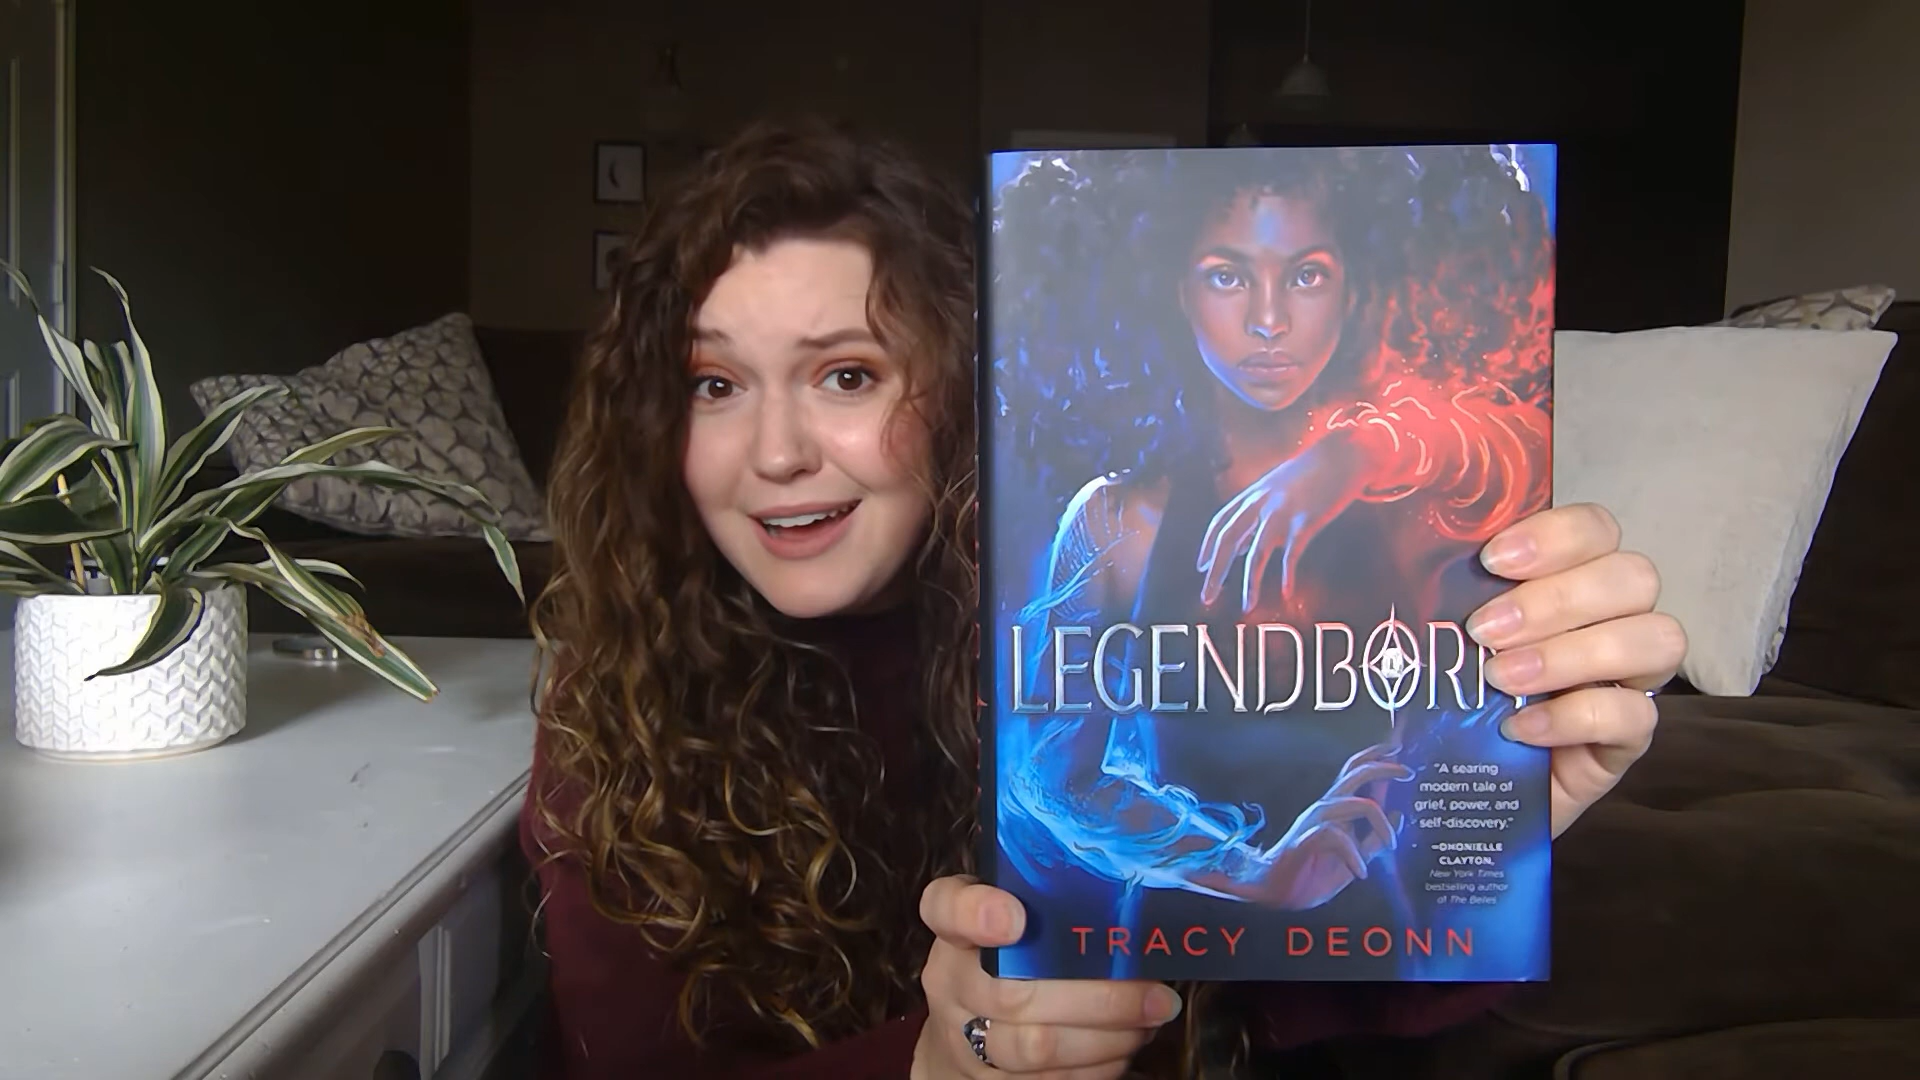 LEGENDBORN
"A searing
modern tale of
grief, power, and
self-discovery."
—DHONIELLE
CLAYTON,
New York Times
bestselling author
of The Belles
TRACY DEONN